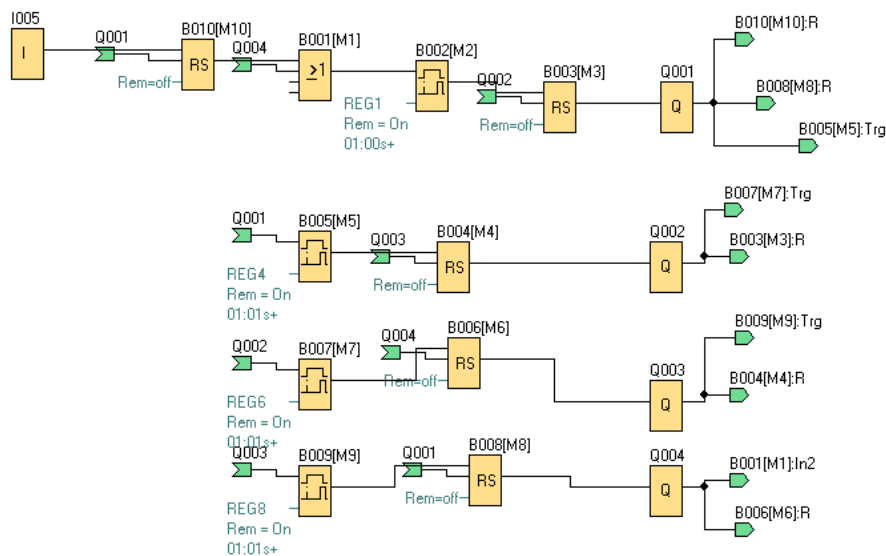 I005
I
Q001
B010[M10]
RS
Rem=off
Q004
B001[M1]
≥1
B002[M2]
REG1
Rem = On
01:00s+
Q002
B003[M3]
RS
Rem=off
Q001
Q
B010[M10]:R
B008[M8]:R
B005[M5]:Trg
Q001
B005[M5]
REG4
Rem = On
01:01s+
Q003
B004[M4]
RS
Rem=off
Q002
Q
B007[M7]:Trg
B003[M3]:R
Q002
B007[M7]
REG6
Rem = On
01:01s+
Q004
B006[M6]
RS
Rem=off
Q003
Q
B009[M9]:Trg
B004[M4]:R
Q003
B009[M9]
REG8
Rem = On
01:01s+
Q001
B008[M8]
RS
Rem=off
Q004
Q
B001[M1]:In2
B006[M6]:R